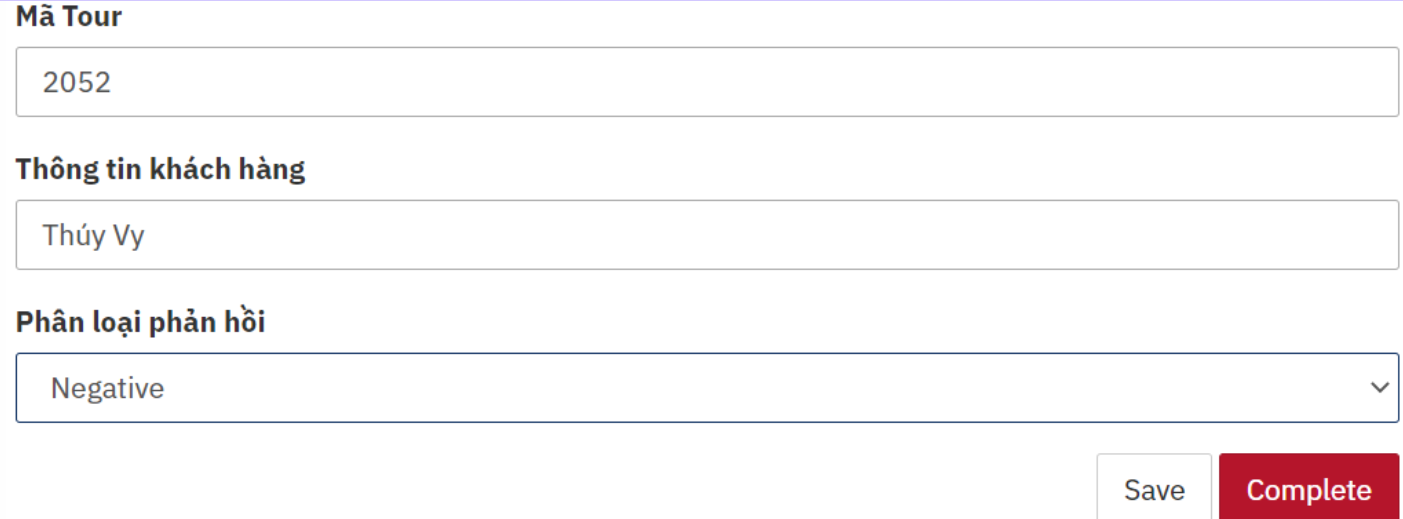 Mã Tour
2052
Thông tin khách hàng
Thúy Vy
Phân loại phản hồi
Negative
Save Complete